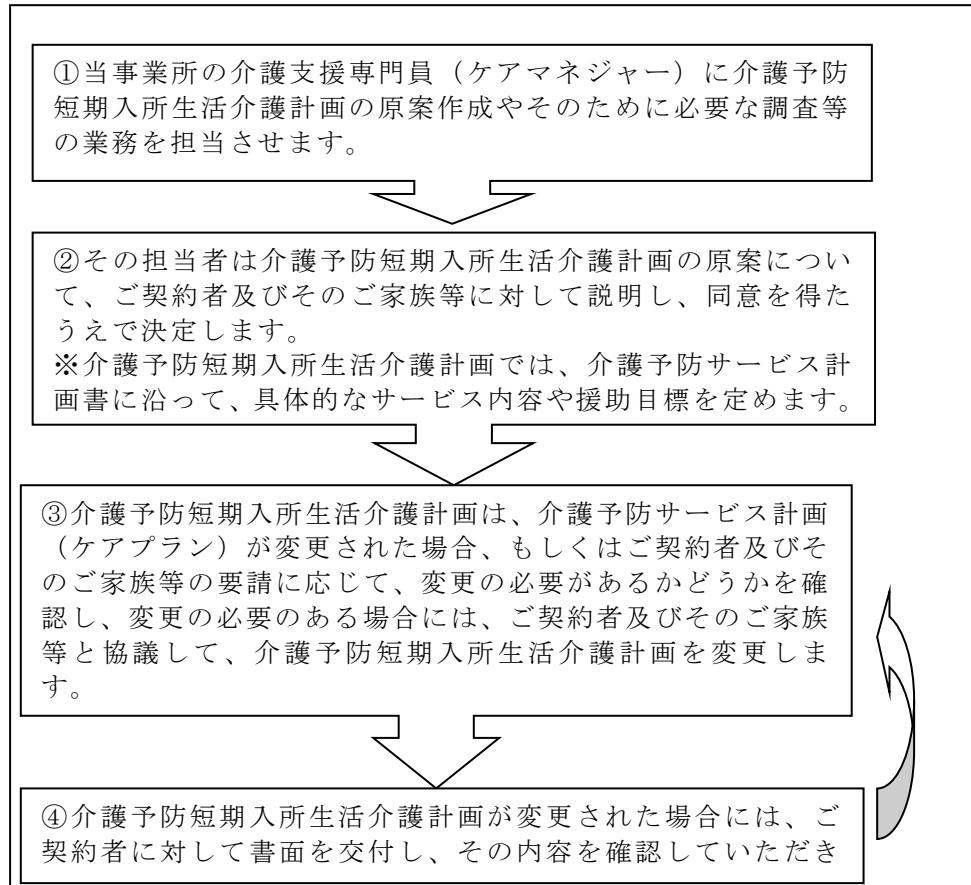 ①当事業所の介護支援専門員（ケアマネジャー）に介護予防
短期入所生活介護計画の原案作成やそのために必要な調査等
の業務を担当させます。
②その担当者は介護予防短期入所生活介護計画の原案につい
て、ご契約者及びそのご家族等に対して説明し、同意を得た
うえで決定します。
※介護予防短期入所生活介護計画では、介護予防サービス計
画書に沿って、具体的なサービス内容や援助目標を定めます。
③介護予防短期入所生活介護計画は、介護予防サービス計画
（ケアプラン）が変更された場合、もしくはご契約者及びそ
のご家族等の要請に応じて、変更の必要があるかどうかを確
認し、変更の必要のある場合には、ご契約者及びそのご家族
等と協議して、介護予防短期入所生活介護計画を変更しま
す。
④介護予防短期入所生活介護計画が変更された場合には、ご
契約者に対して書面を交付し、その内容を確認していただき